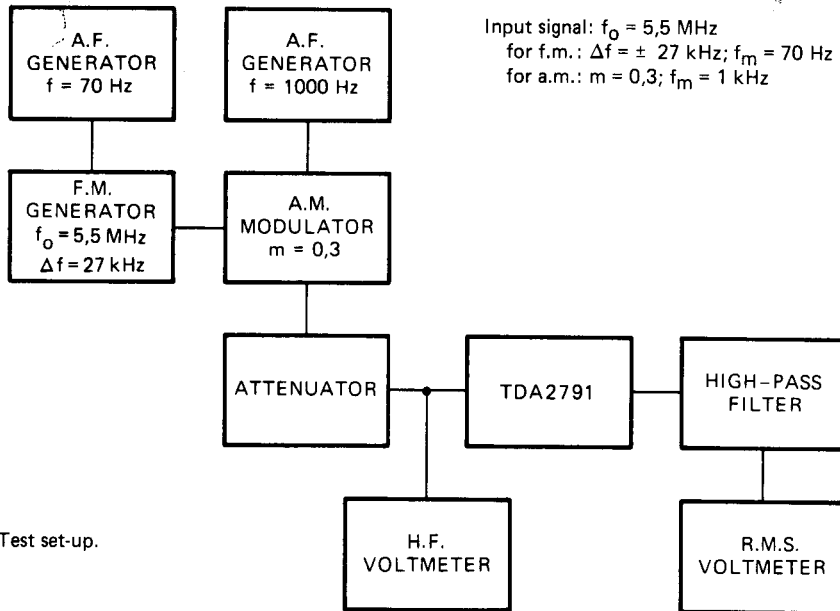 A.F.
GENERATOR
f = 70 Hz
A.F.
GENERATOR
f = 1000 Hz
Input signal: fo = 5,5 MHz
for f.m.: Δf = ± 27 kHz; fm = 70 Hz
for a.m.: m = 0,3; fm = 1 kHz
F.M.
GENERATOR
fo = 5,5 MHz
Δf = 27 kHz
A.M.
MODULATOR
m = 0,3
ATTENUATOR
TDA2791
HIGH-PASS
FILTER
Test set-up.
H.F.
VOLTMETER
R.M.S.
VOLTMETER